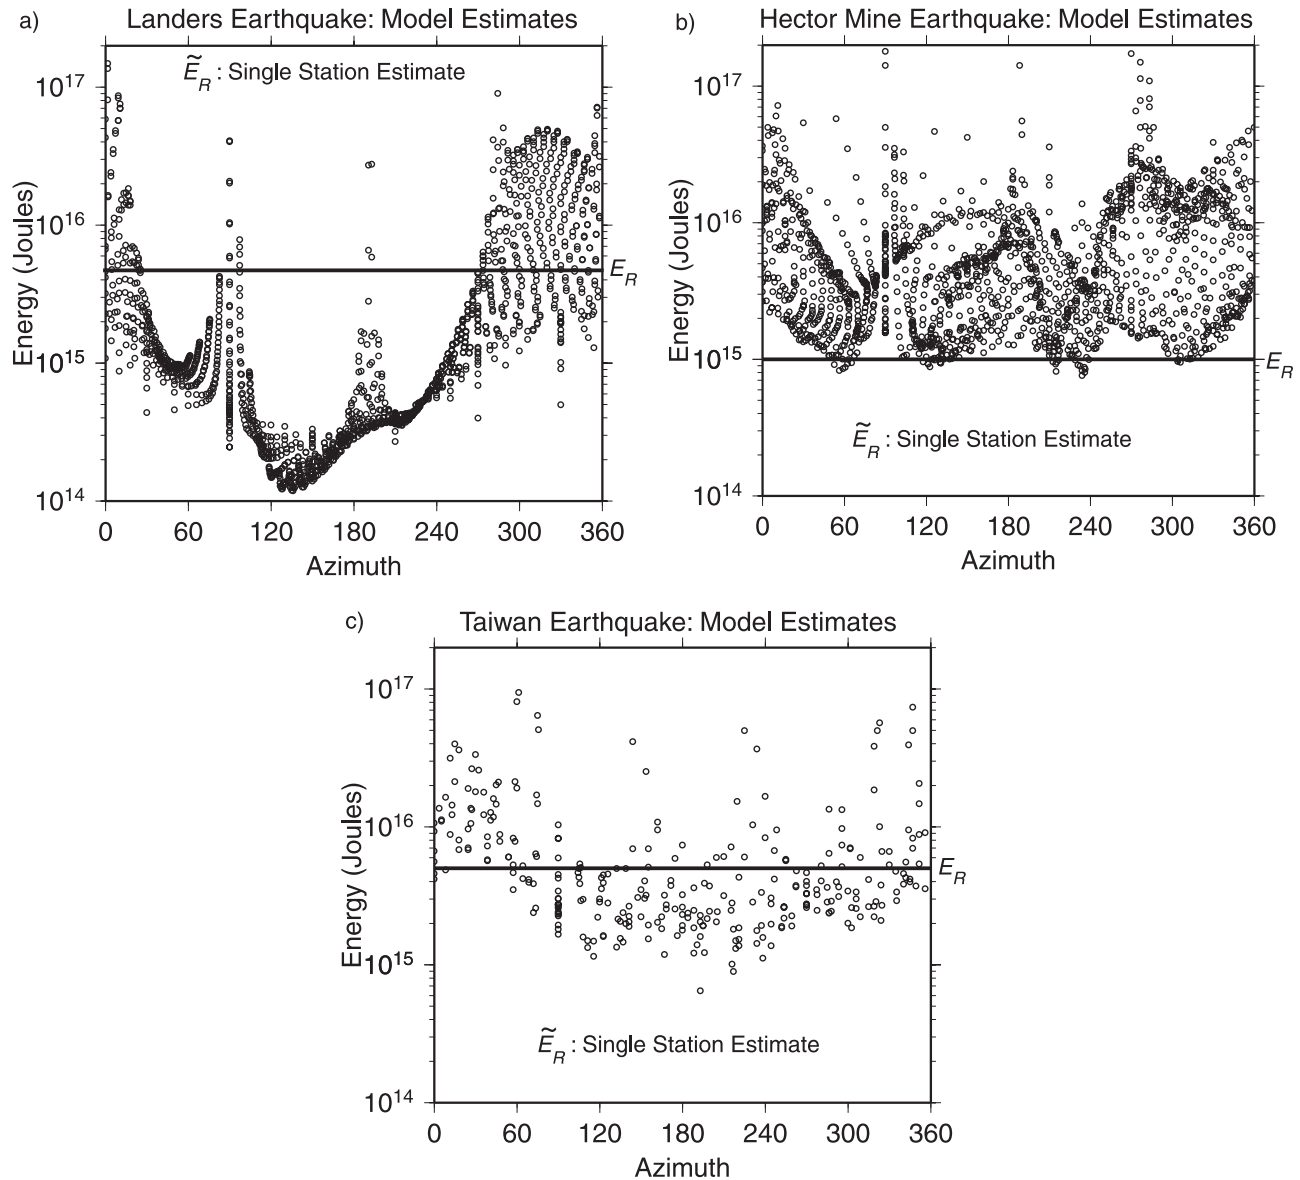 a) Landers Earthquake: Model Estimates
Ẽ_R : Single Station Estimate
10^17
10^16
10^15
10^14
Energy (Joules)
E_R
0 60 120 180 240 300 360
Azimuth
b) Hector Mine Earthquake: Model Estimates
10^17
10^16
10^15
10^14
Energy (Joules)
E_R
Ẽ_R : Single Station Estimate
0 60 120 180 240 300 360
Azimuth
c) Taiwan Earthquake: Model Estimates
10^17
10^16
10^15
10^14
Energy (Joules)
E_R
Ẽ_R : Single Station Estimate
0 60 120 180 240 300 360
Azimuth